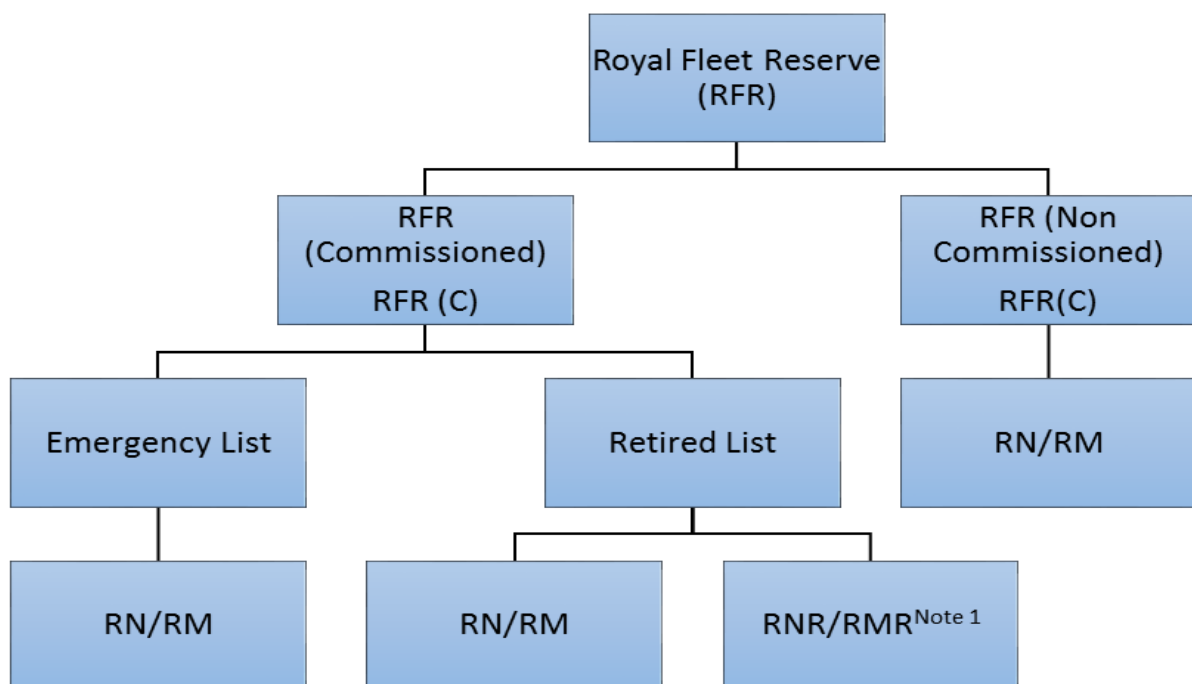 Royal Fleet Reserve
(RFR)
RFR
(Commissioned)
RFR (C)
RFR (Non
Commissioned)
RFR(C)
Emergency List
Retired List
RN/RM
RN/RM
RN/RM
RNR/RMRNote 1